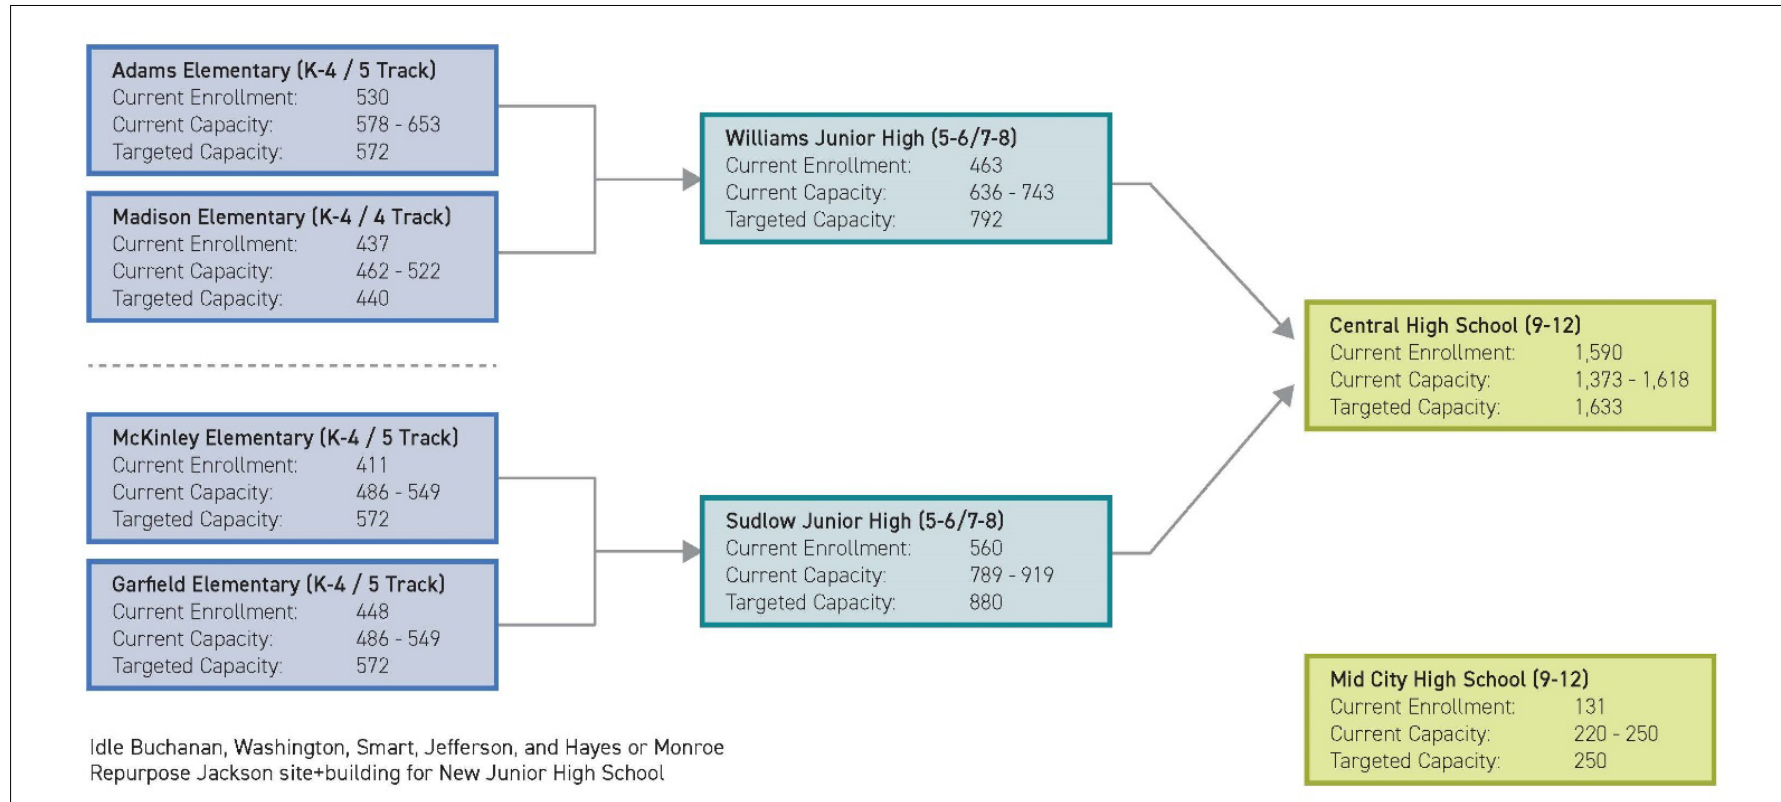 Adams Elementary (K-4 / 5 Track)
Current Enrollment: 530
Current Capacity: 578 - 653
Targeted Capacity: 572
Madison Elementary (K-4 / 4 Track)
Current Enrollment: 437
Current Capacity: 462 - 522
Targeted Capacity: 440
McKinley Elementary (K-4 / 5 Track)
Current Enrollment: 411
Current Capacity: 486 - 549
Targeted Capacity: 572
Garfield Elementary (K-4 / 5 Track)
Current Enrollment: 448
Current Capacity: 486 - 549
Targeted Capacity: 572
Williams Junior High (5-6/7-8)
Current Enrollment: 463
Current Capacity: 636 - 743
Targeted Capacity: 792
Sudlow Junior High (5-6/7-8)
Current Enrollment: 560
Current Capacity: 789 - 919
Targeted Capacity: 880
Central High School (9-12)
Current Enrollment: 1,590
Current Capacity: 1,373 - 1,618
Targeted Capacity: 1,633
Mid City High School (9-12)
Current Enrollment: 131
Current Capacity: 220 - 250
Targeted Capacity: 250
Idle Buchanan, Washington, Smart, Jefferson, and Hayes or Monroe
Repurpose Jackson site+building for New Junior High School